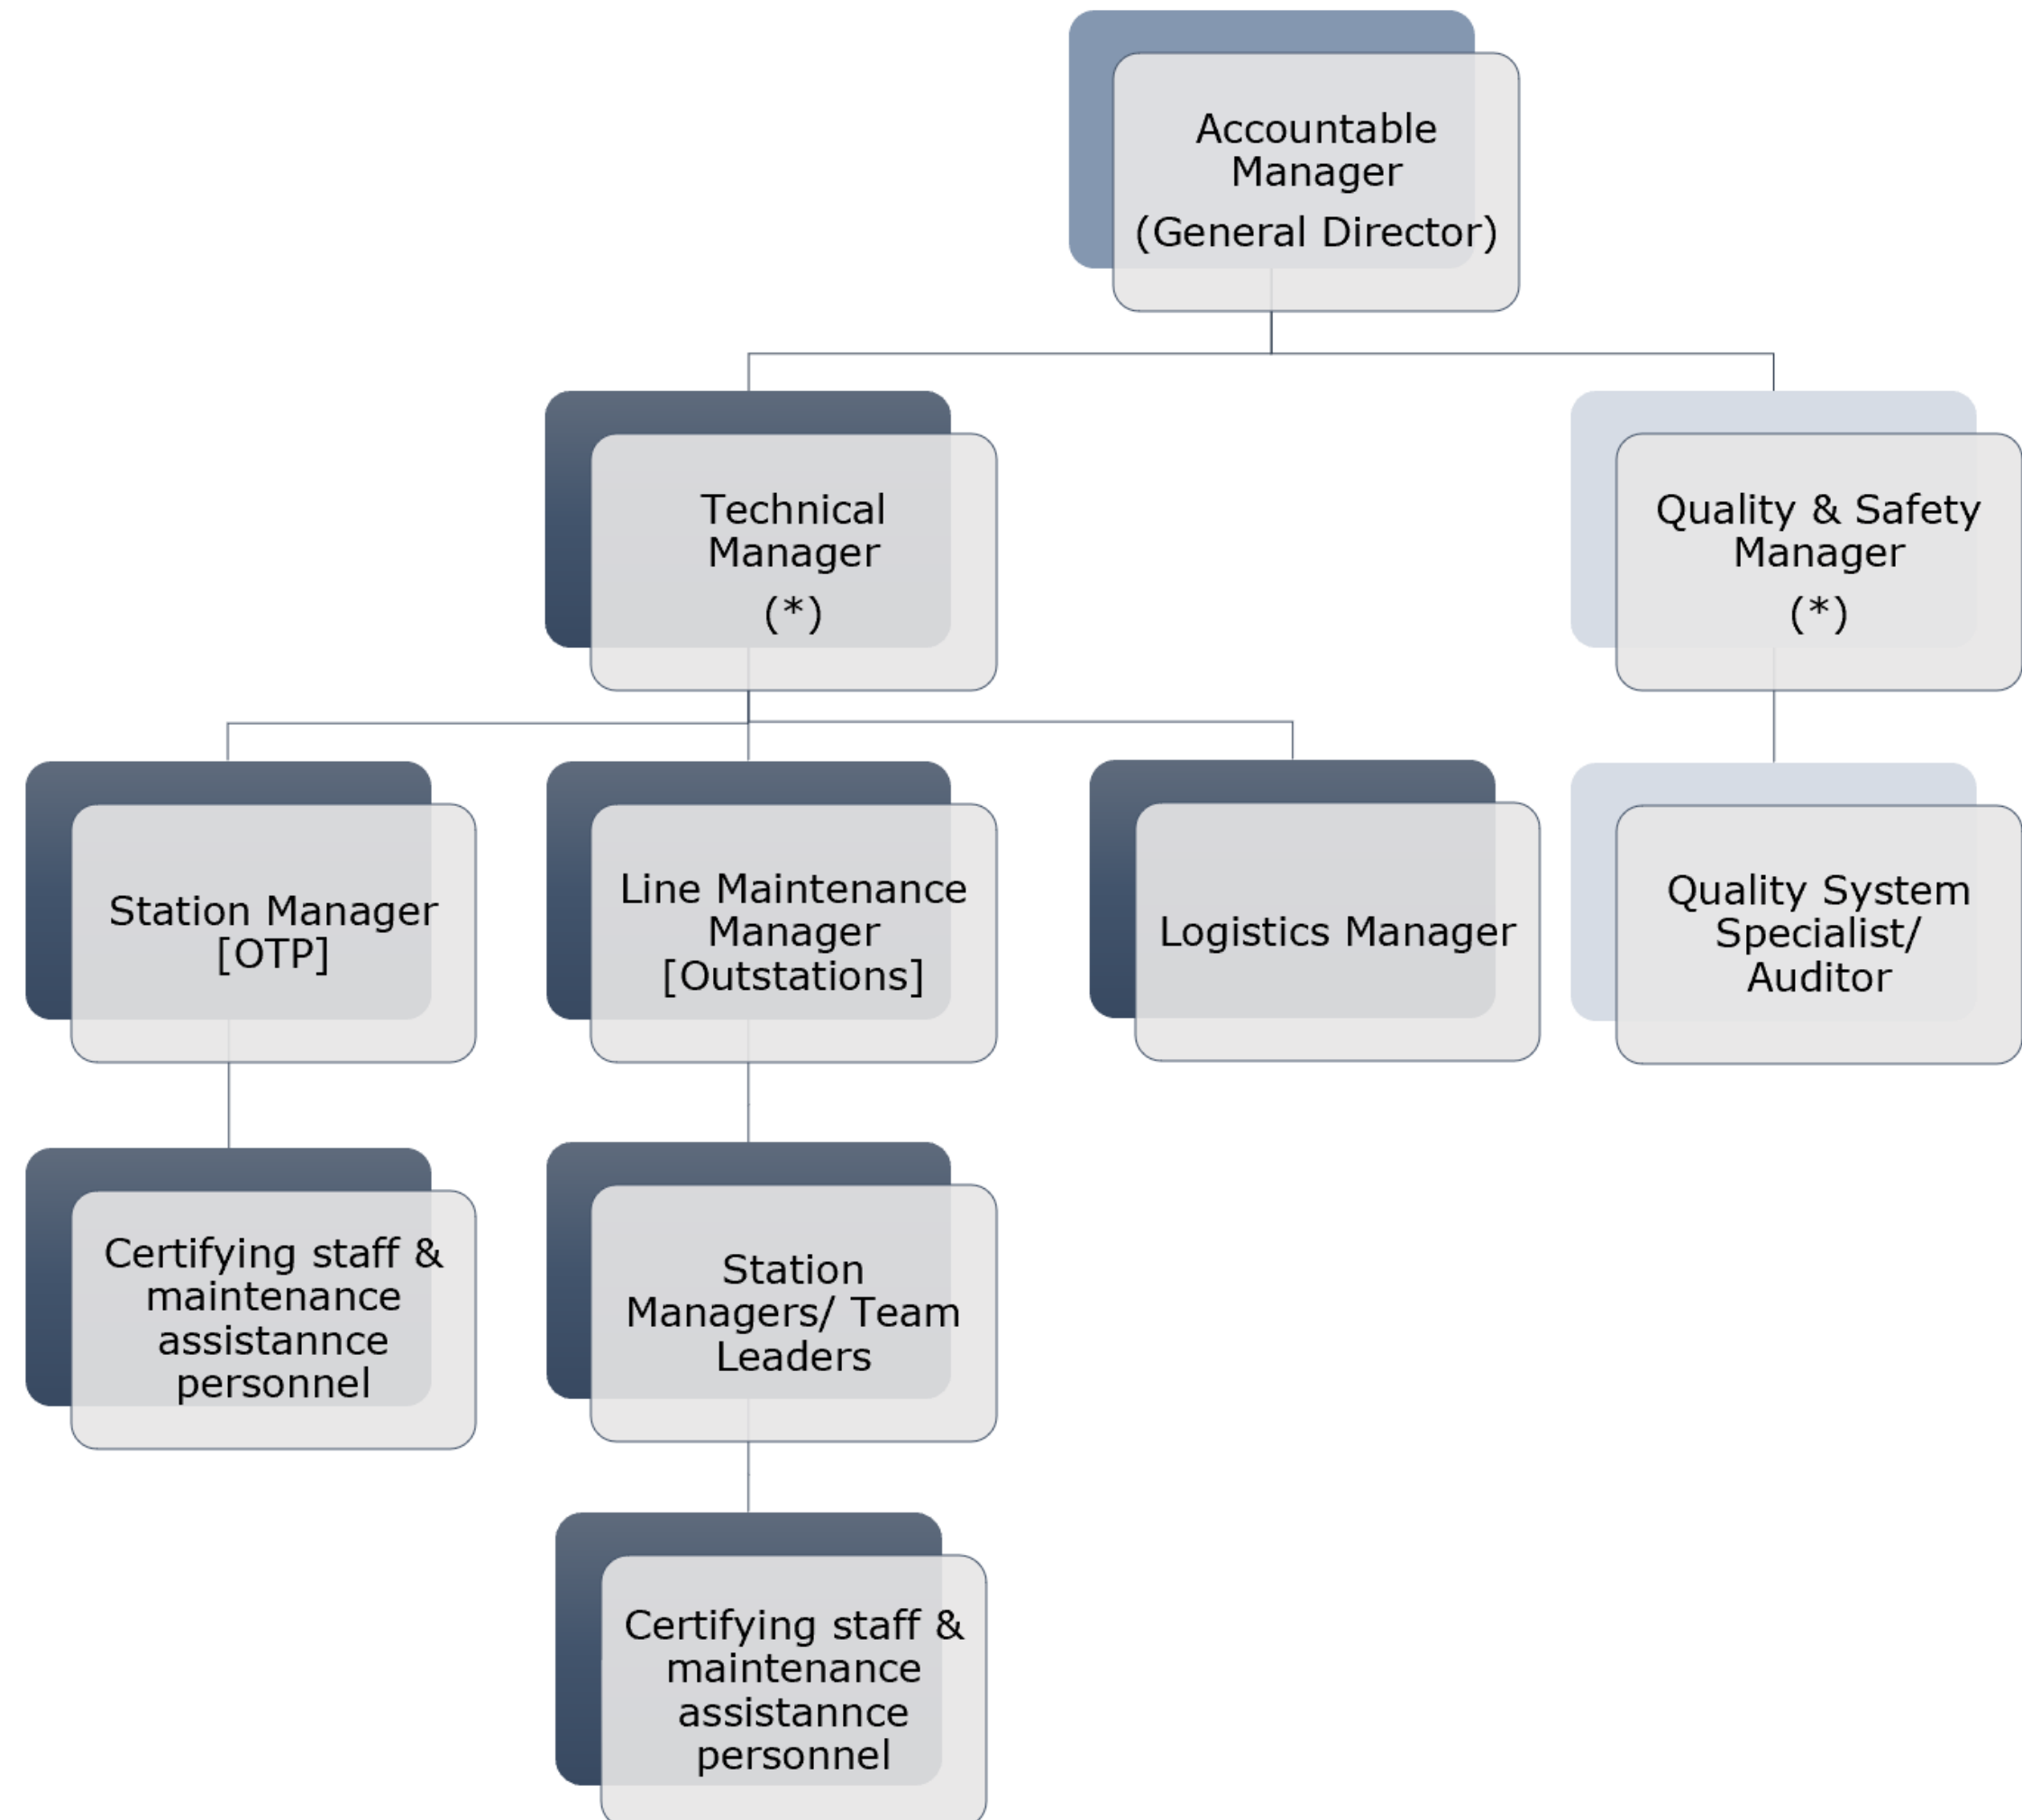 Accountable
Manager
(General Director)
Technical
Manager
(*)
Quality & Safety
Manager
(*)
Station Manager
[OTP]
Line Maintenance
Manager
[Outstations]
Logistics Manager
Quality System
Specialist/
Auditor
Certifying staff &
maintenance
assistannce
personnel
Station
Managers/ Team
Leaders
Certifying staff &
maintenance
assistannce
personnel